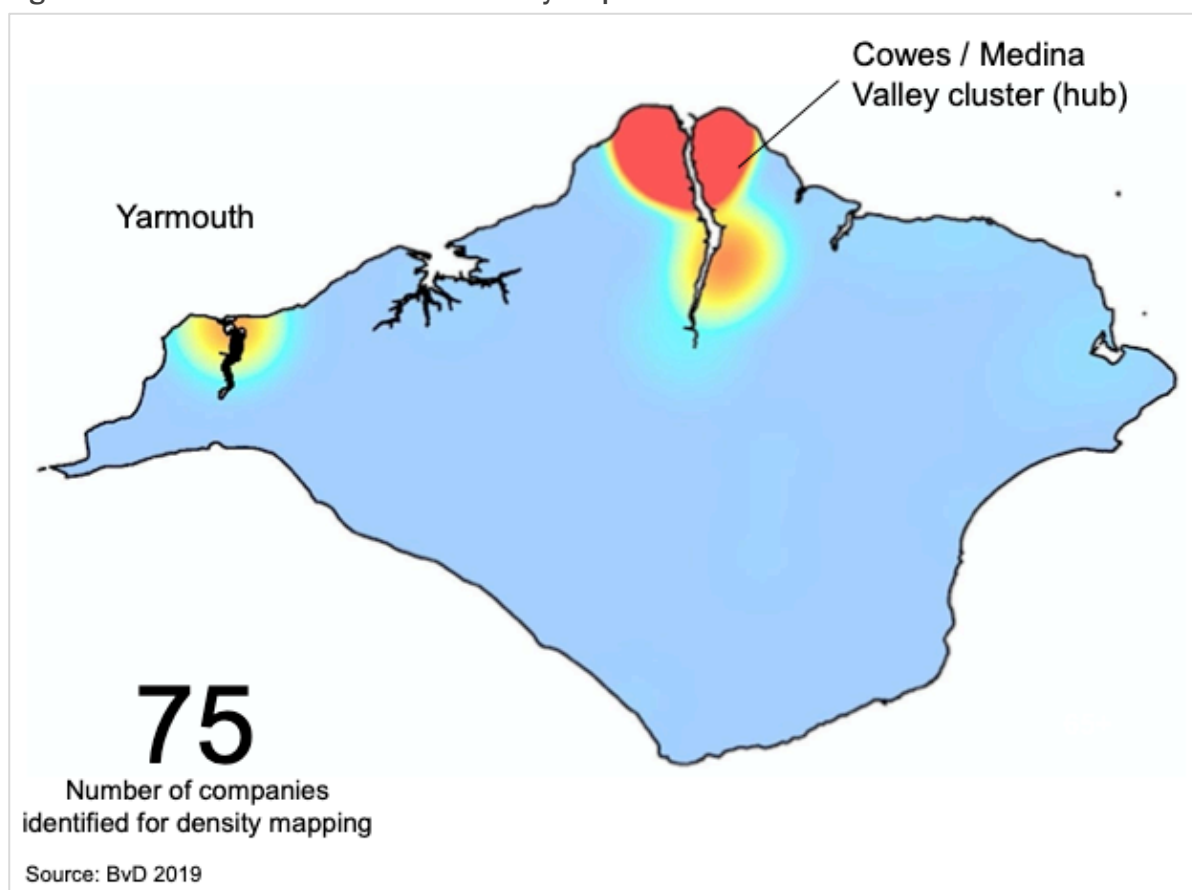 Cowes / Medina
Valley cluster (hub)
Yarmouth
75
Number of companies
identified for density mapping
Source: BvD 2019